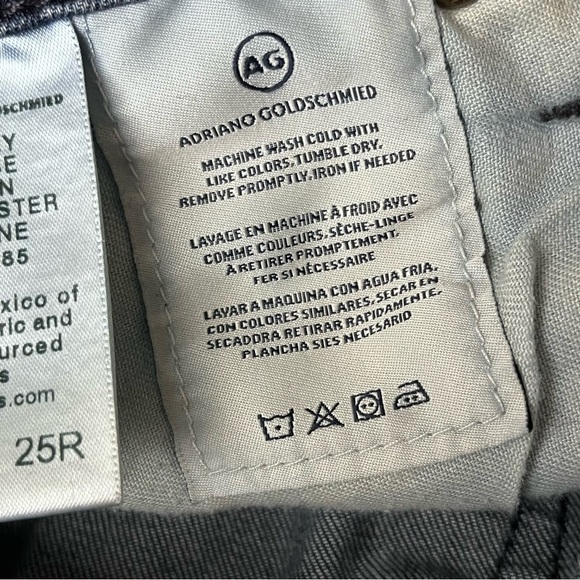 SCHMIED
Y
E
N
STER
NE
85
xico of
ric and
urced
s
s.com
25R
AG
ADRIANO GOLDSCHMIED
MACHINE WASH COLD WITH
LIKE COLORS, TUMBLE DRY,
REMOVE PROMPTLY, IRON IF NEEDED
LAVAGE EN MACHINE À FROID AVEC
COMME COULEURS, SÈCHE-LINGE
À RETIRER PROMPTEMENT,
FER SI NÉCESSAIRE
LAVAR A MAQUINA CON AGUA FRIA,
CON COLORES SIMILARES, SECAR EN
SECADORA RETIRAR RAPIDAMENTE,
PLANCHA SIES NECESARIO